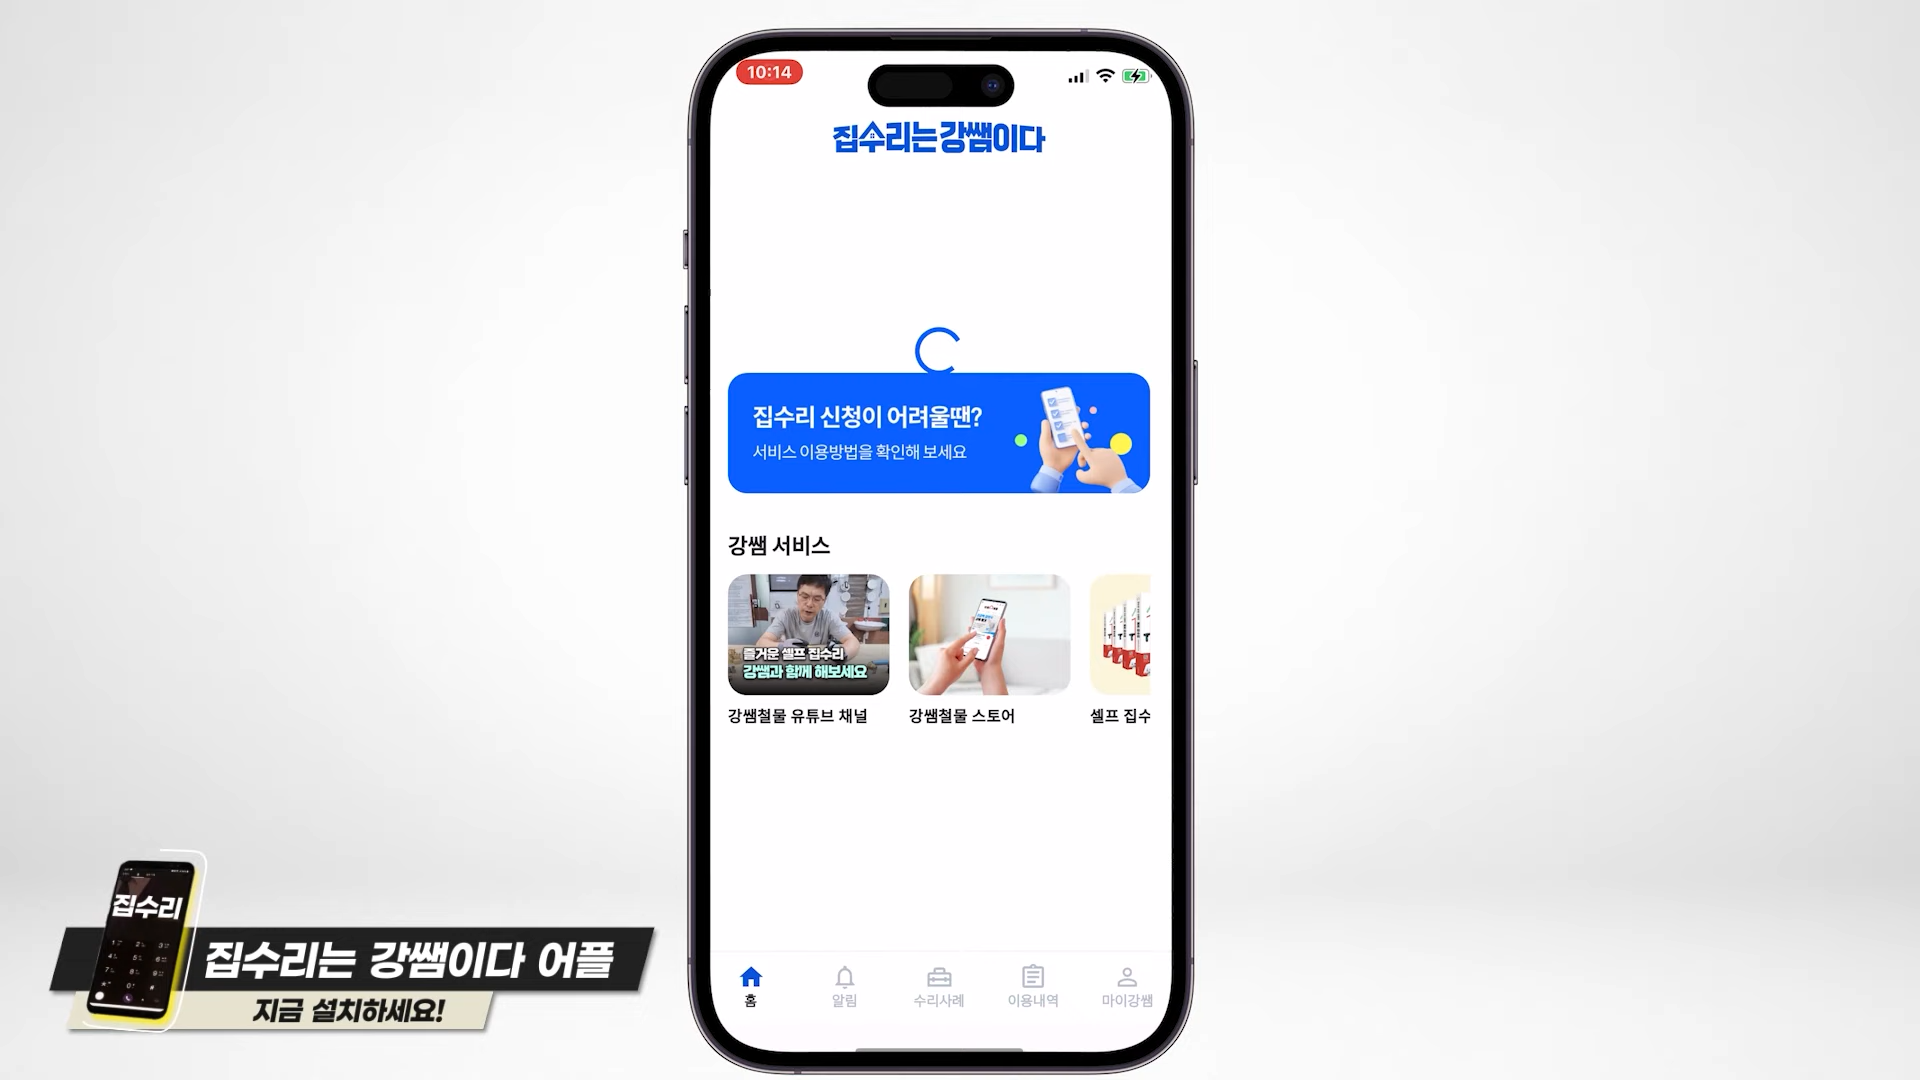 10:14
집수리는강쌤이다
집수리 신청이 어려울땐?
서비스 이용방법을 확인해 보세요
강쌤 서비스
즐거운 셀프 집수리
강쌤과 함께 해보세요
강쌤철물 유튜브 채널
강쌤철물 스토어
셀프 집수
홈
알림
수리사례
이용내역
마이강쌤
집수리
집수리는 강쌤이다 어플
지금 설치하세요!